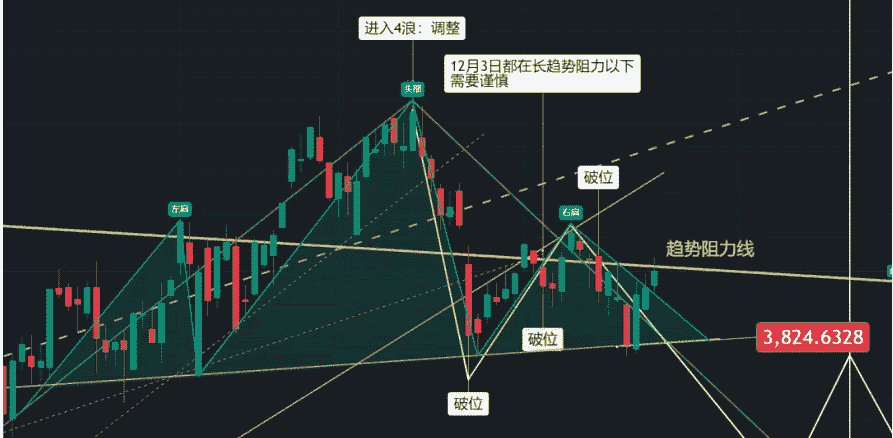 进入4浪：调整
12月3日都在长趋势阻力以下
需要谨慎
头部
破位
左肩
右肩
趋势阻力线
3,824.6328
破位
破位